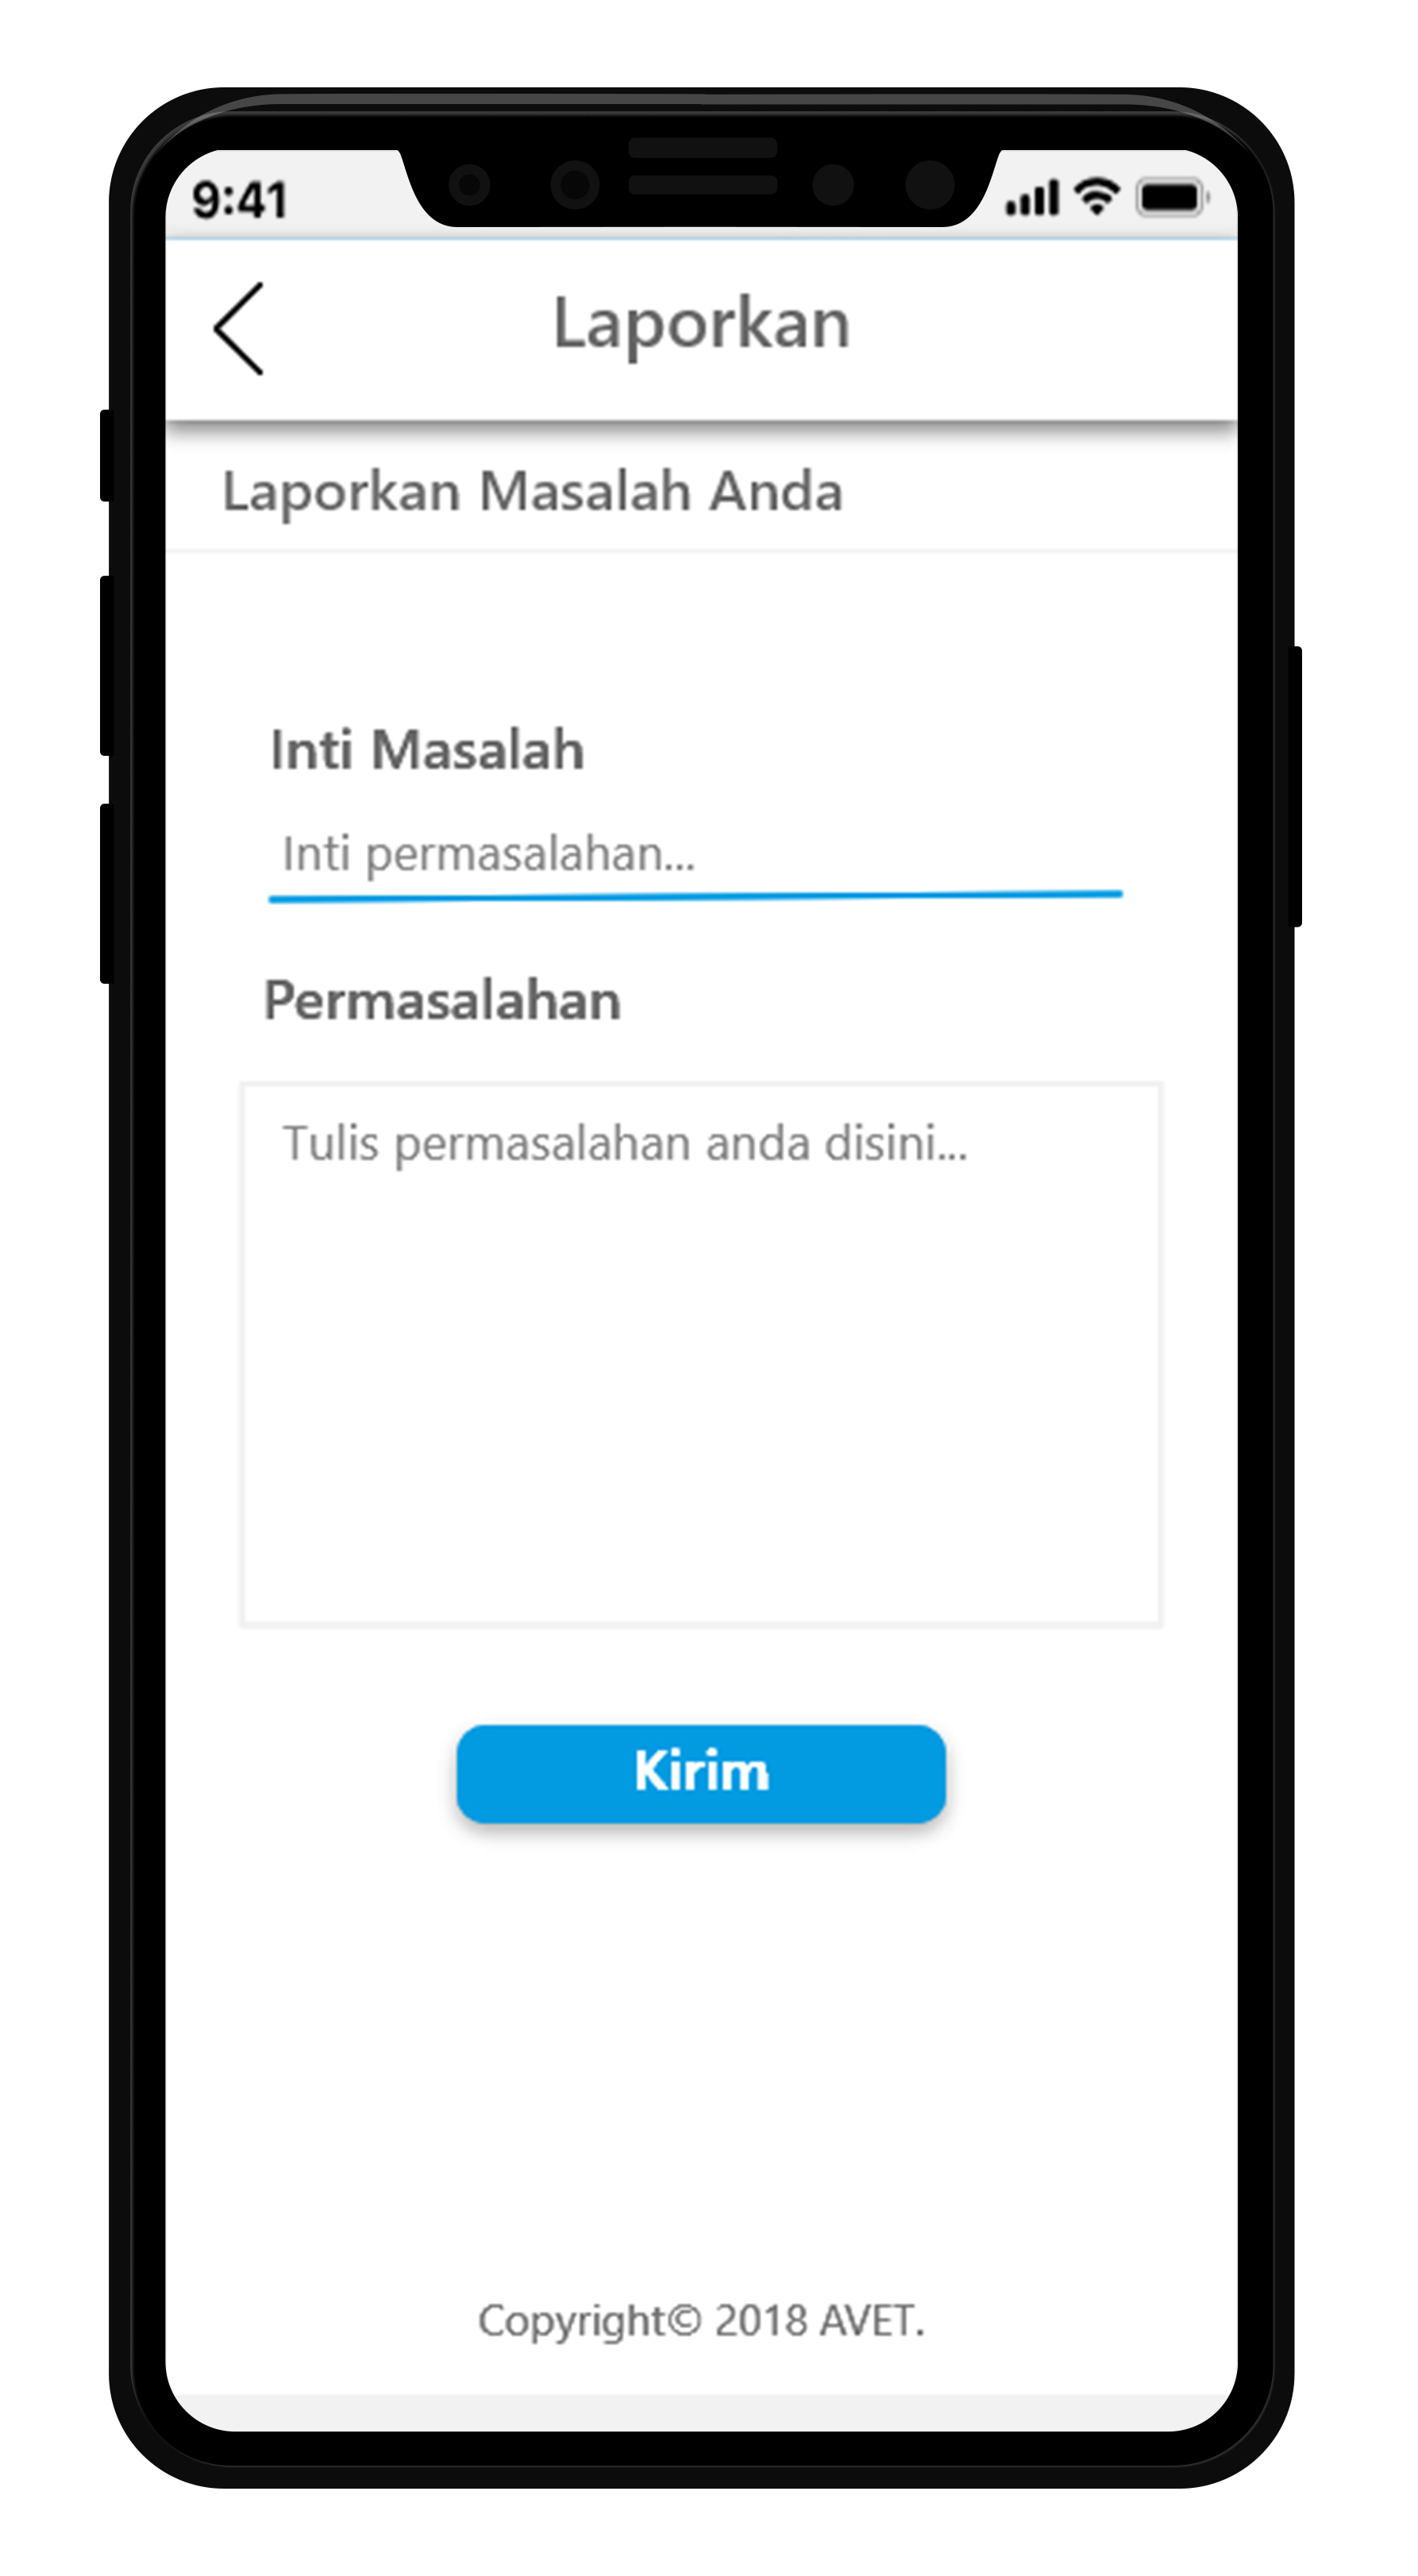 9:41
Laporkan
Laporkan Masalah Anda
Inti Masalah
Inti permasalahan...
Permasalahan
Tulis permasalahan anda disini...
Kirim
Copyright© 2018 AVET.